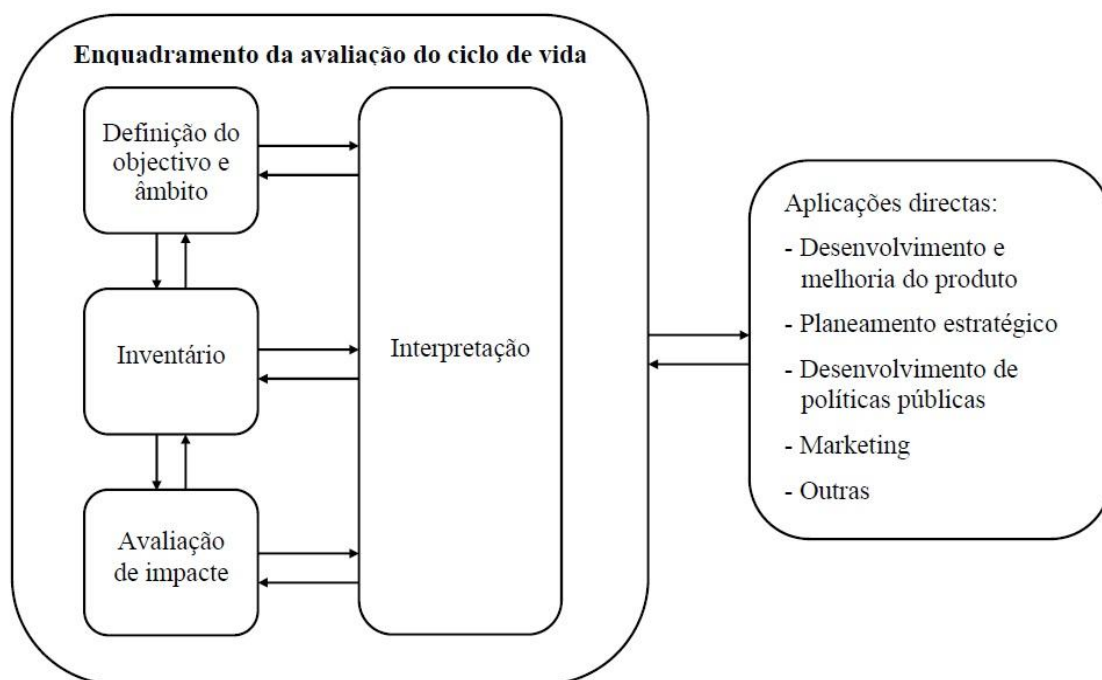 Enquadramento da avaliação do ciclo de vida
Definição do
objectivo e
âmbito
Inventário
Avaliação
de impacte
Interpretação
Aplicações directas:
- Desenvolvimento e
melhoria do produto
- Planeamento estratégico
- Desenvolvimento de
políticas públicas
- Marketing
- Outras